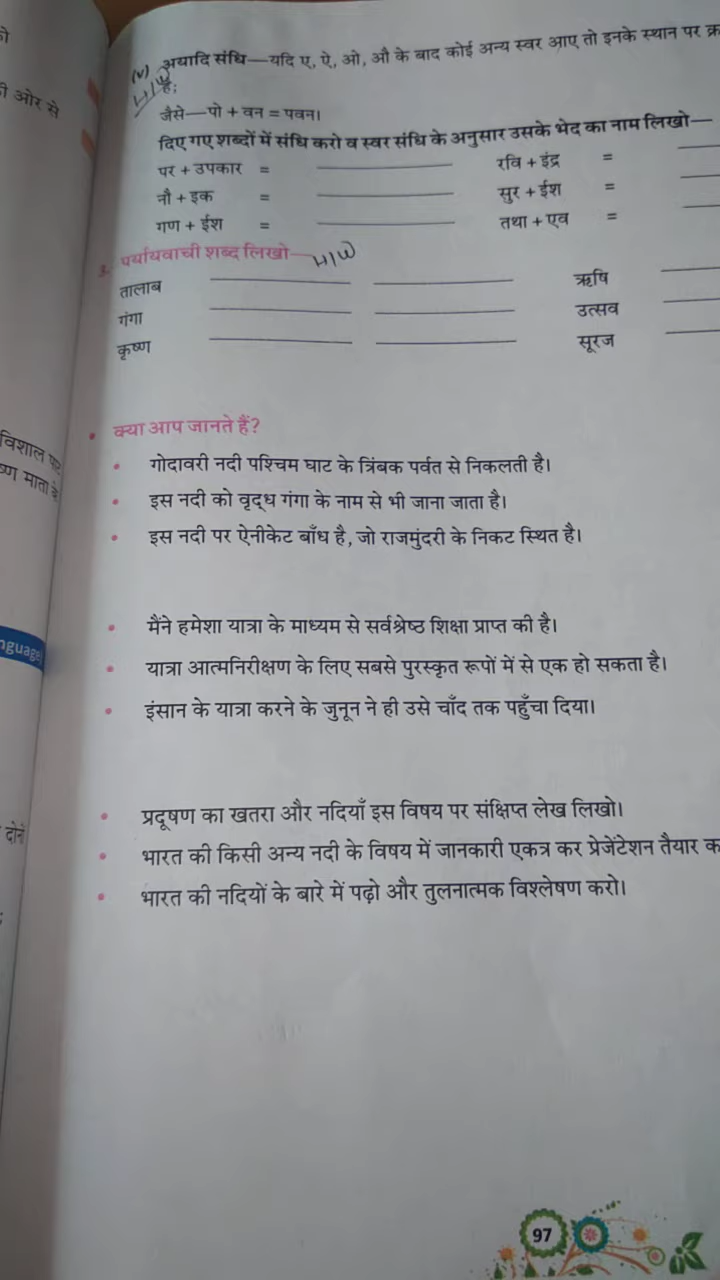 को
ी ओर से
(v) अयादि संधि—यदि ए, ऐ, ओ, औ के बाद कोई अन्य स्वर आए तो इनके स्थान पर क्र
H/W है;
जैसे—पो + वन = पवन।
दिए गए शब्दों में संधि करो व स्वर संधि के अनुसार उसके भेद का नाम लिखो—
पर + उपकार = रवि + इंद्र =
नौ + इक = सुर + ईश =
गण + ईश = तथा + एव =
3. पर्यायवाची शब्द लिखो— H/W
तालाब ऋषि
गंगा उत्सव
कृष्ण सूरज
• क्या आप जानते हैं?
• गोदावरी नदी पश्चिम घाट के त्रिंबक पर्वत से निकलती है।
विशाल
• इस नदी को वृद्ध गंगा के नाम से भी जाना जाता है।
ष्ण माता के
• इस नदी पर ऐनीकेट बाँध है, जो राजमुंदरी के निकट स्थित है।
• मैंने हमेशा यात्रा के माध्यम से सर्वश्रेष्ठ शिक्षा प्राप्त की है।
nguage
• यात्रा आत्मनिरीक्षण के लिए सबसे पुरस्कृत रूपों में से एक हो सकता है।
• इंसान के यात्रा करने के जुनून ने ही उसे चाँद तक पहुँचा दिया।
• प्रदूषण का खतरा और नदियाँ इस विषय पर संक्षिप्त लेख लिखो।
दोनों
• भारत की किसी अन्य नदी के विषय में जानकारी एकत्र कर प्रेजेंटेशन तैयार क
• भारत की नदियों के बारे में पढ़ो और तुलनात्मक विश्लेषण करो।
97